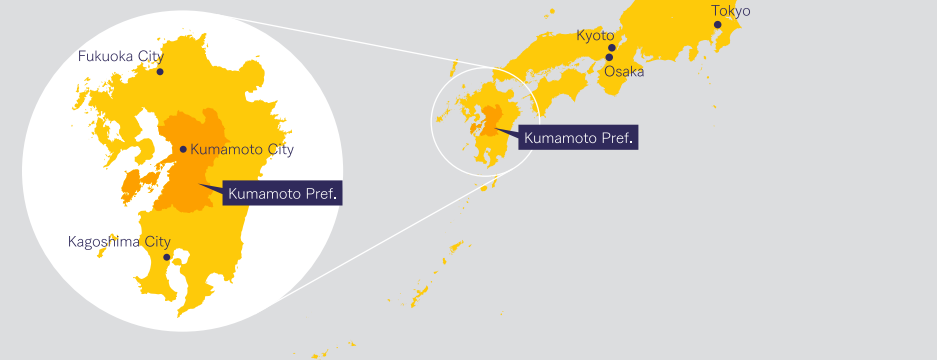 Tokyo
Kyoto
Osaka
Fukuoka City
Kumamoto Pref.
Kumamoto City
Kumamoto Pref.
Kagoshima City